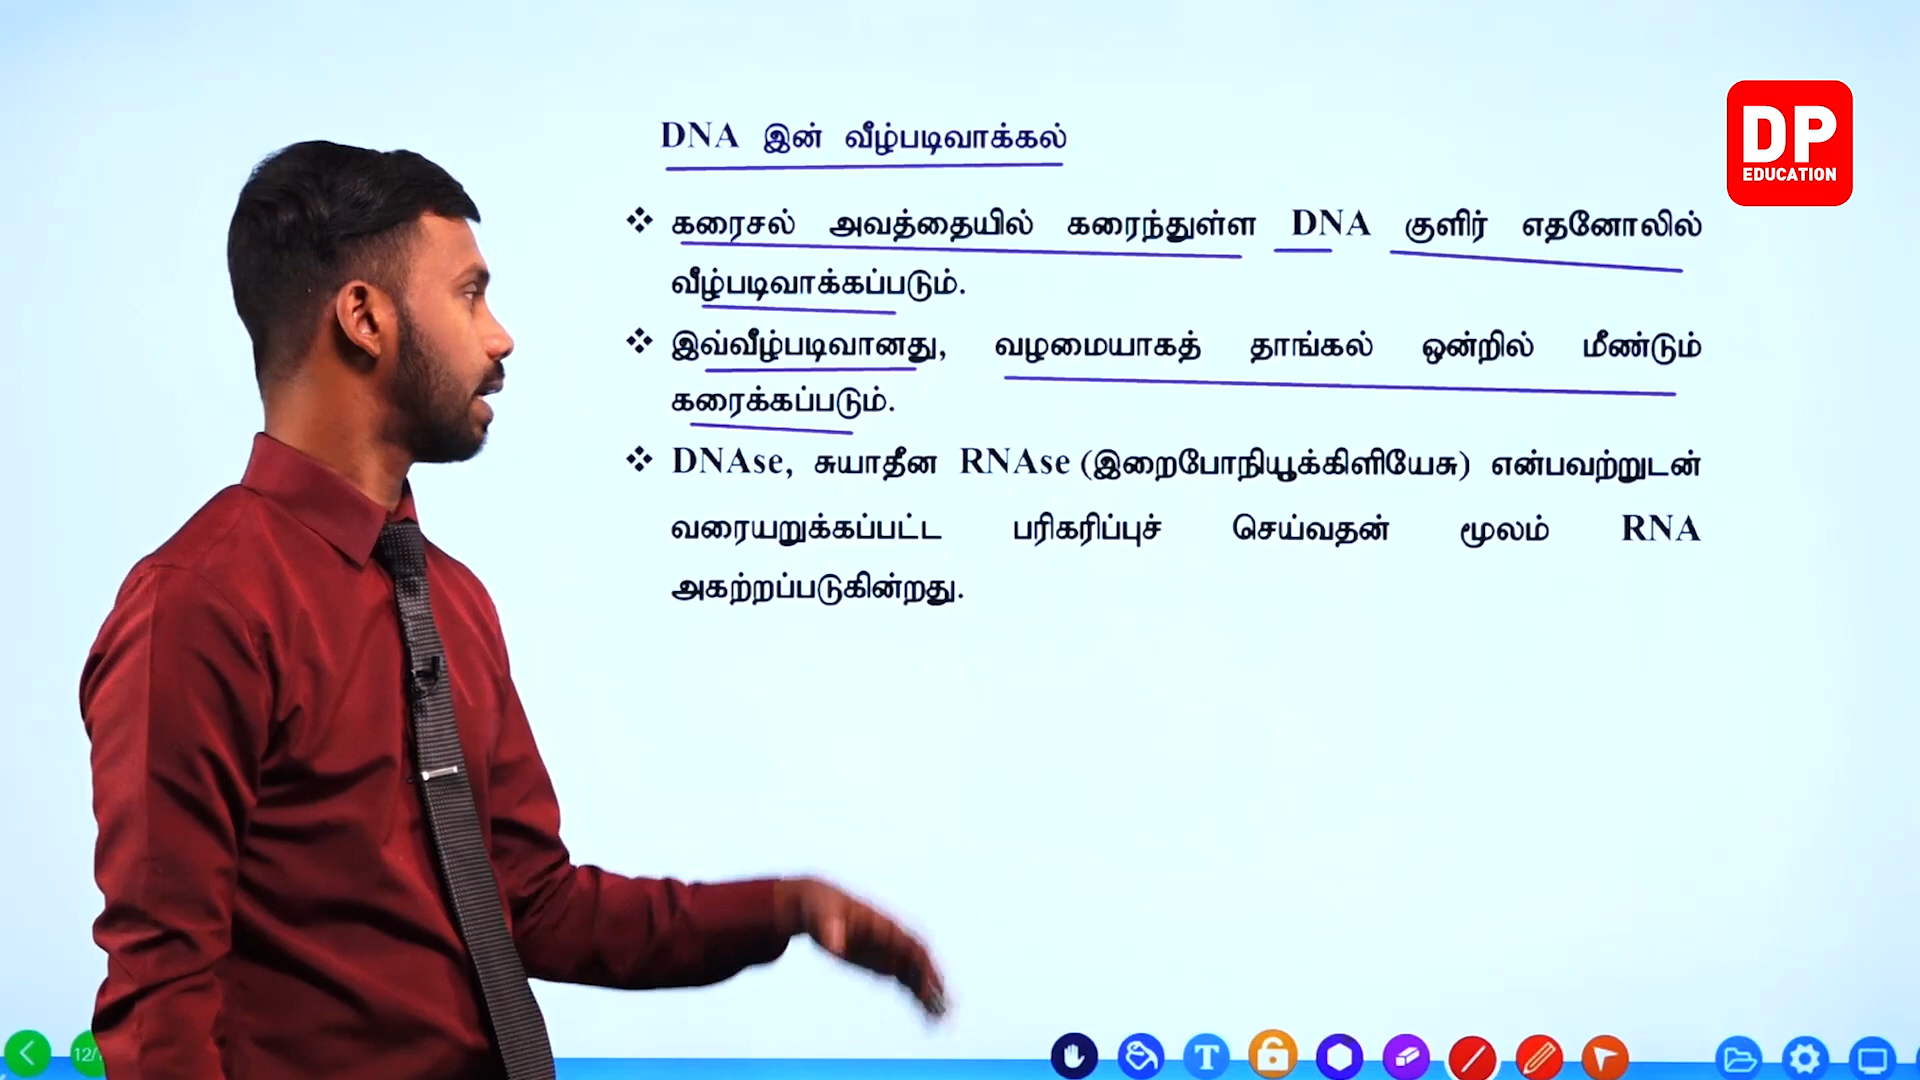 DNA இன் வீழ்படிவாக்கல்
DP
EDUCATION
❖ கரைசல் அவத்தையில் கரைந்துள்ள DNA குளிர் எதனோலில்
வீழ்படிவாக்கப்படும்.
❖ இவ்வீழ்படிவானது, வழமையாகத் தாங்கல் ஒன்றில் மீண்டும்
கரைக்கப்படும்.
❖ DNAse, சுயாதீன RNAse (இறைபோநியூக்கிளியேசு) என்பவற்றுடன்
வரையறுக்கப்பட்ட பரிகரிப்புச் செய்வதன் மூலம் RNA
அகற்றப்படுகின்றது.
12/
T